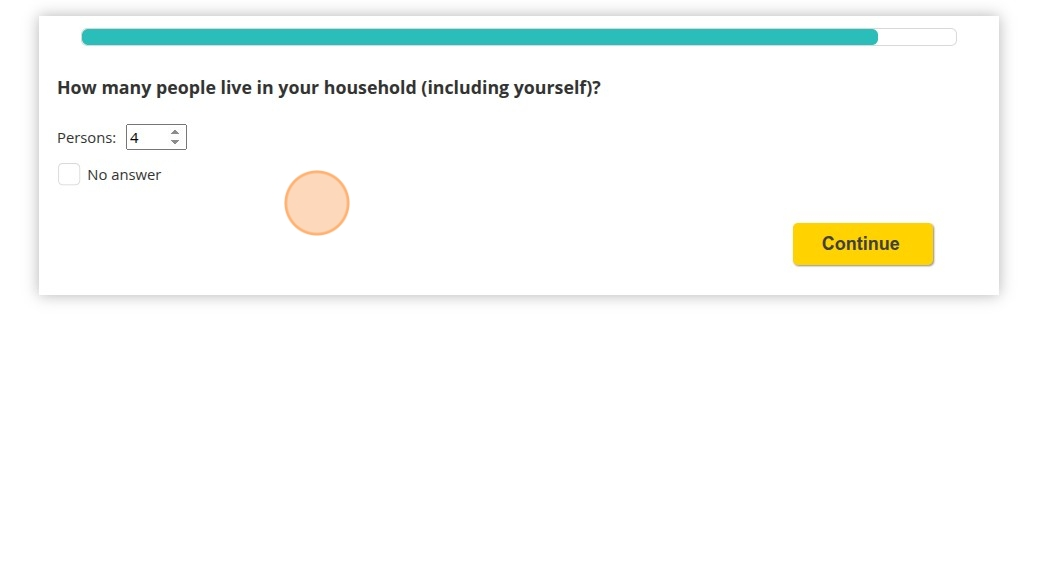 How many people live in your household (including yourself)?
Persons: 4
No answer
Continue